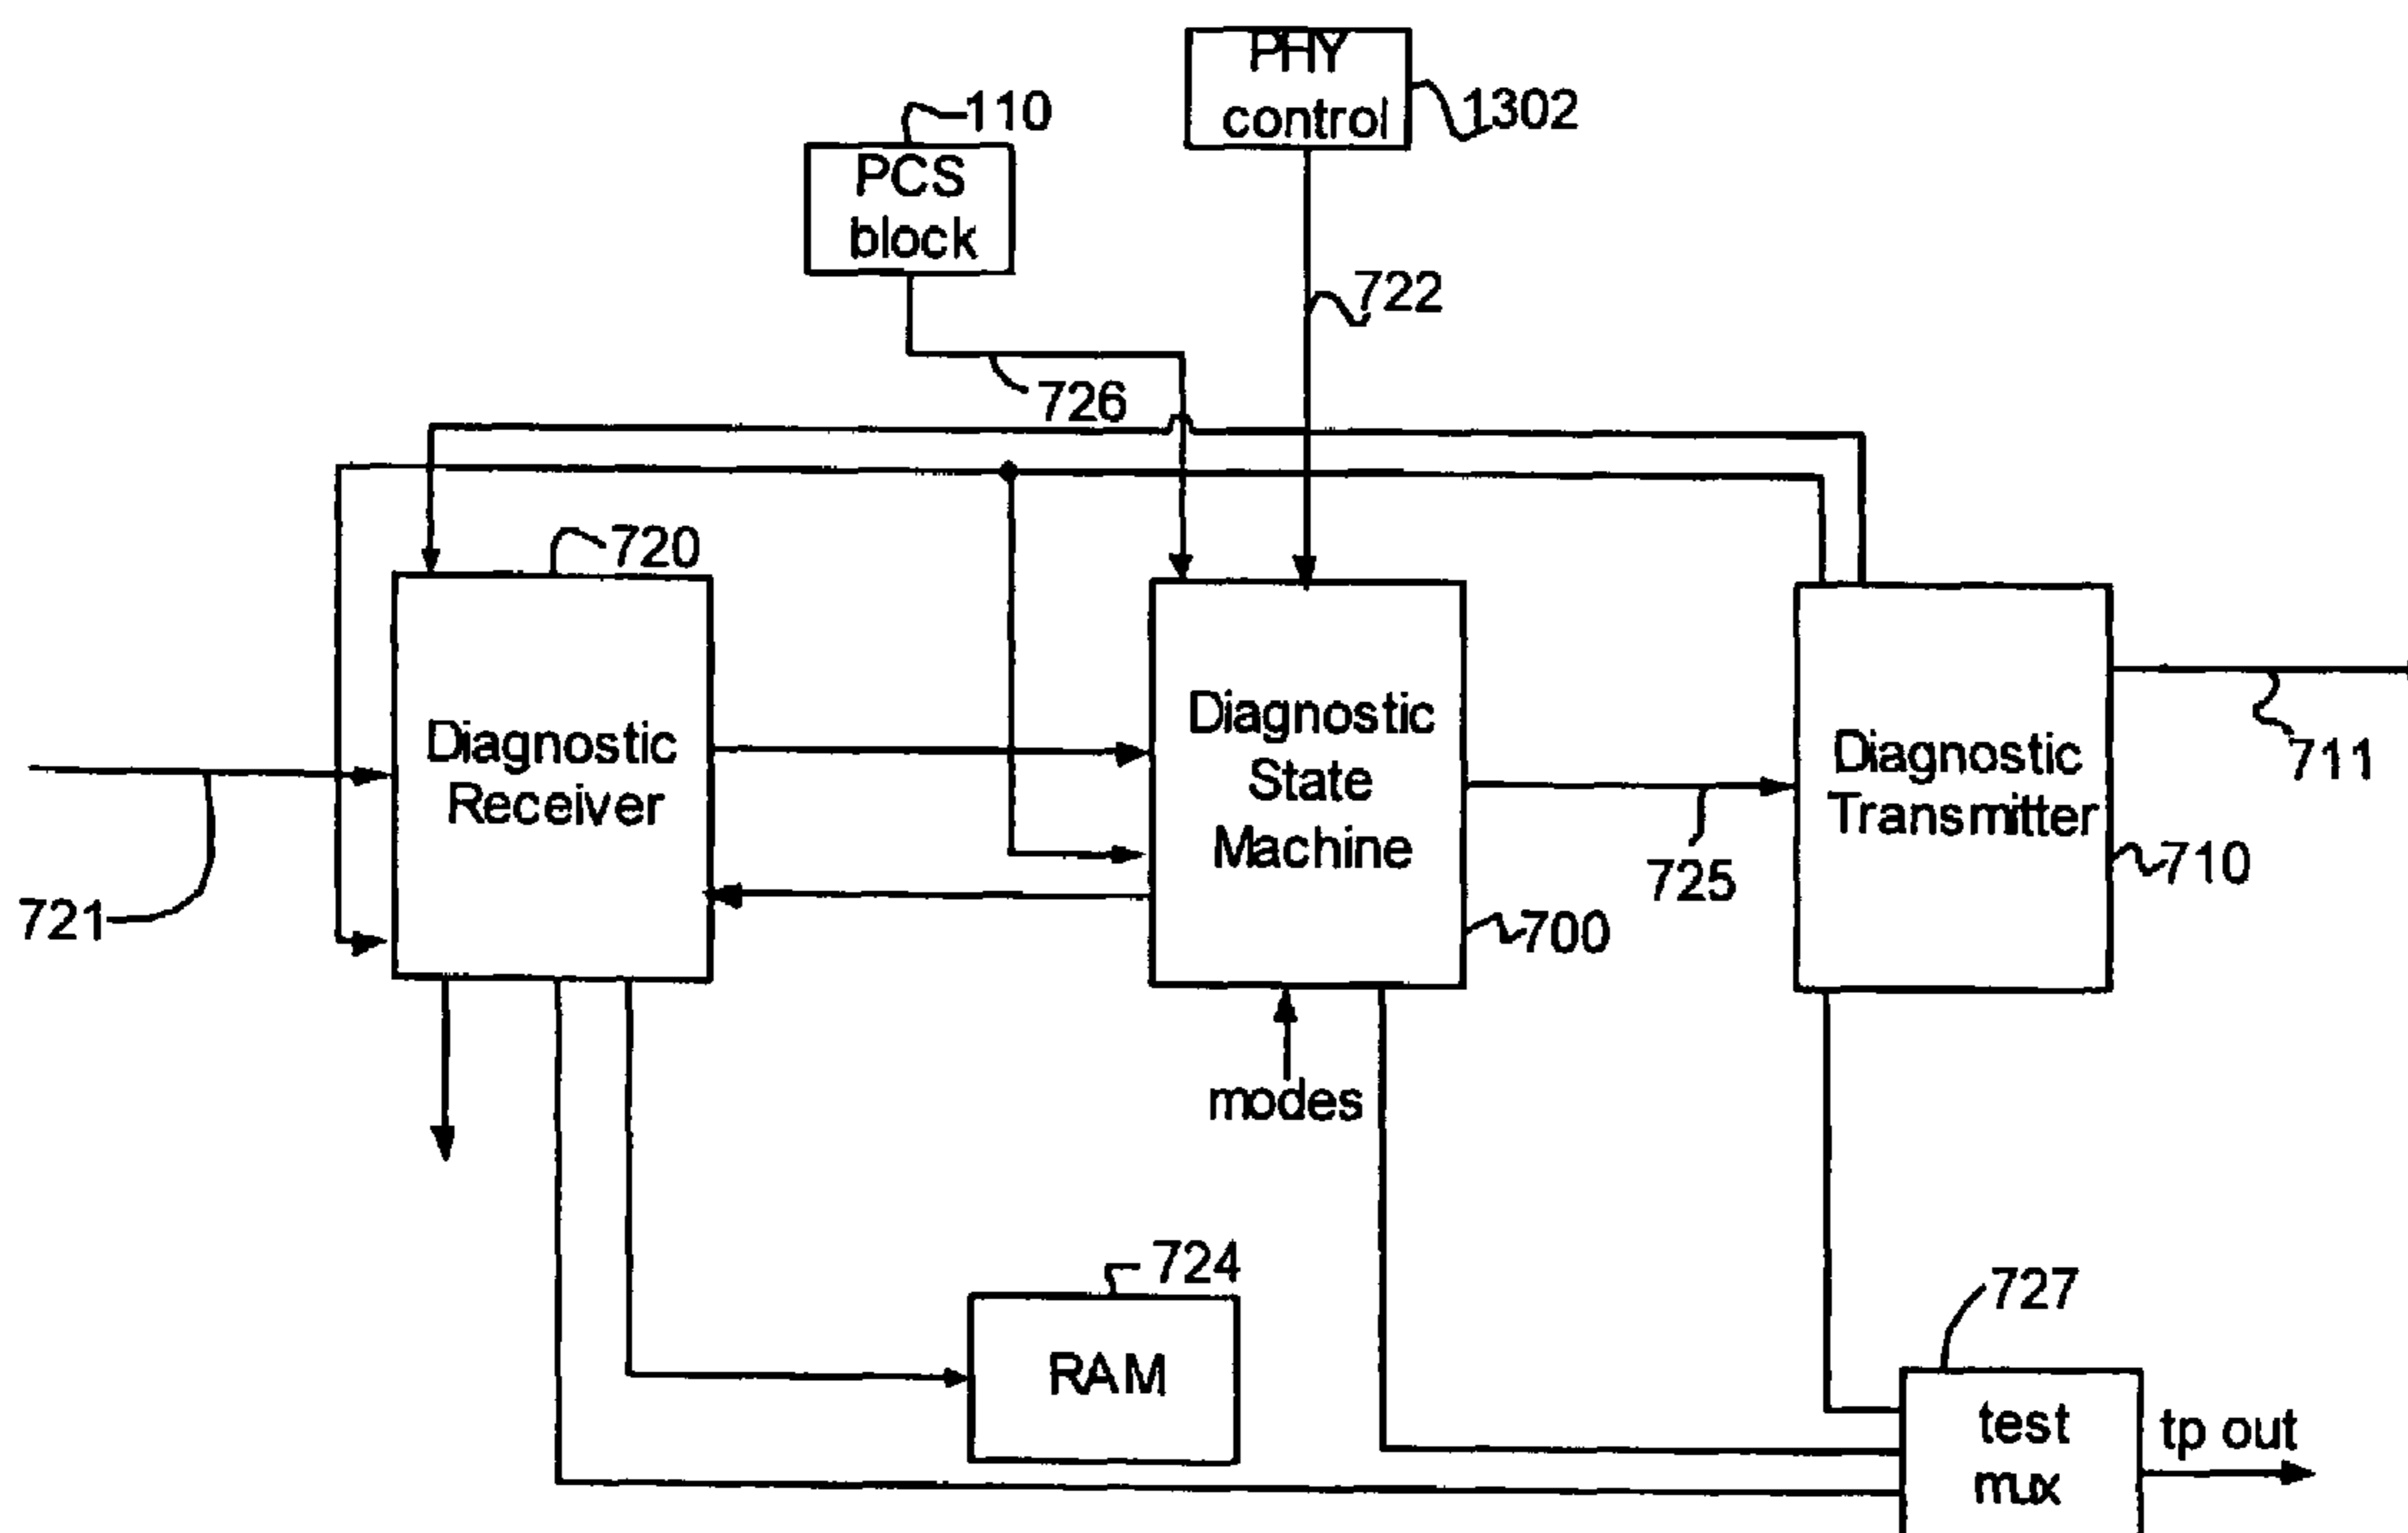 PHY
control
1302
110
PCS
block
722
726
720
Diagnostic
Receiver
Diagnostic
State
Machine
Diagnostic
Transmitter
711
721
725
710
700
modes
724
RAM
727
test
mux
tp out